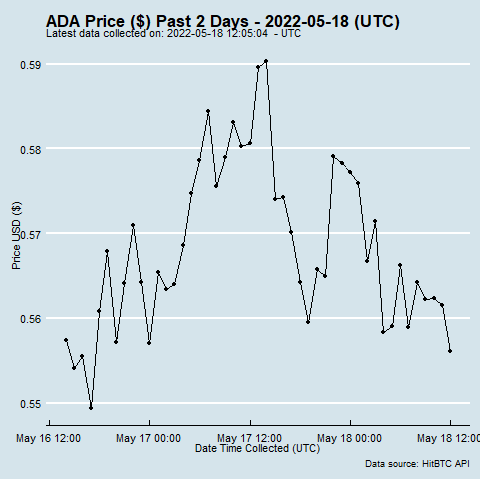 ADA Price ($) Past 2 Days - 2022-05-18 (UTC)
Latest data collected on: 2022-05-18 12:05:04 - UTC
0.59
0.58
0.57
0.56
0.55
Price USD ($)
May 16 12:00 May 17 00:00 May 17 12:00 May 18 00:00 May 18 12:00
Date Time Collected (UTC)
Data source: HitBTC API